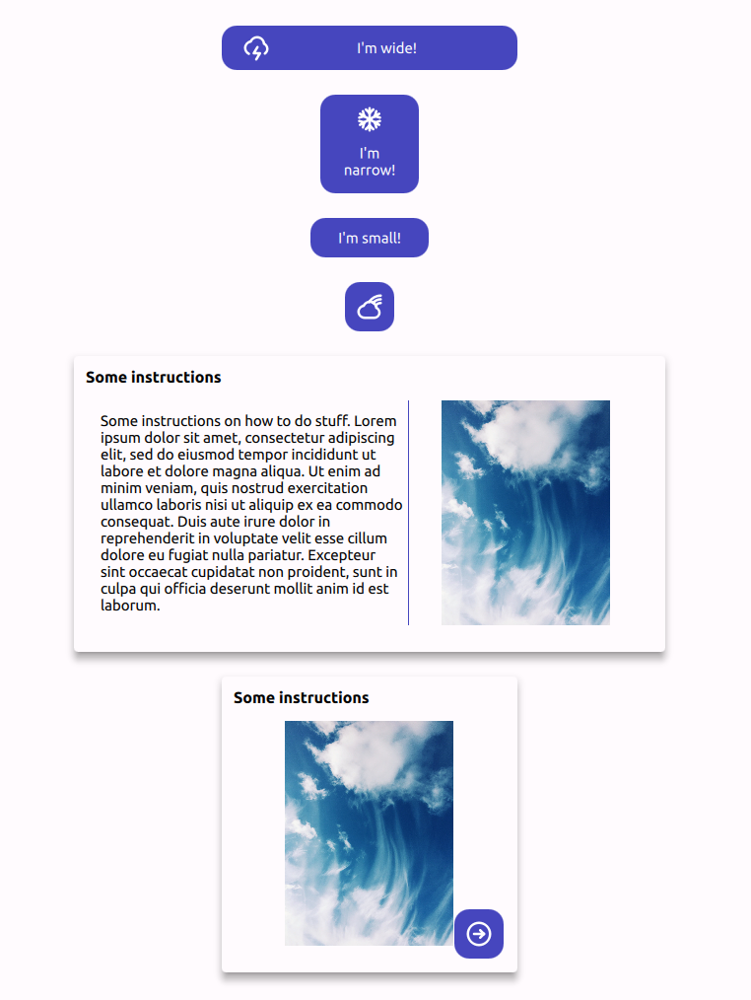 I'm wide!
I'm
narrow!
I'm small!
Some instructions
Some instructions on how to do stuff. Lorem
ipsum dolor sit amet, consectetur adipiscing
elit, sed do eiusmod tempor incididunt ut
labore et dolore magna aliqua. Ut enim ad
minim veniam, quis nostrud exercitation
ullamco laboris nisi ut aliquip ex ea commodo
consequat. Duis aute irure dolor in
reprehenderit in voluptate velit esse cillum
dolore eu fugiat nulla pariatur. Excepteur
sint occaecat cupidatat non proident, sunt in
culpa qui officia deserunt mollit anim id est
laborum.
Some instructions